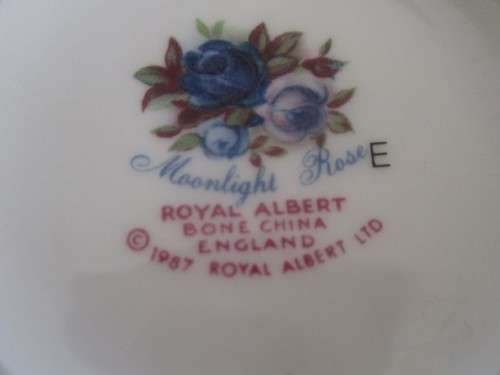 Moonlight Rose E
ROYAL ALBERT
BONE CHINA
ENGLAND
© 1987 ROYAL ALBERT LTD